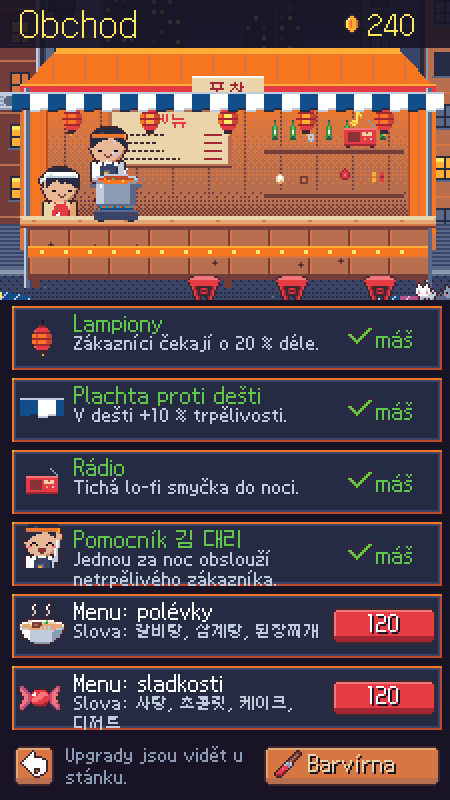 Obchod
240
포차
메뉴
Lampiony
Zákazníci čekají o 20 % déle.
máš
Plachta proti dešti
V dešti +10 % trpělivosti.
máš
Rádio
Tichá lo-fi smyčka do noci.
máš
Pomocník 김 대리
Jednou za noc obslouží
netrpělivého zákazníka.
máš
Menu: polévky
Slova: 갈비탕, 삼계탕, 된장찌개
120
Menu: sladkosti
Slova: 사탕, 초콜릿, 케이크,
디저트
120
Upgrady jsou vidět u
stánku.
Barvírna